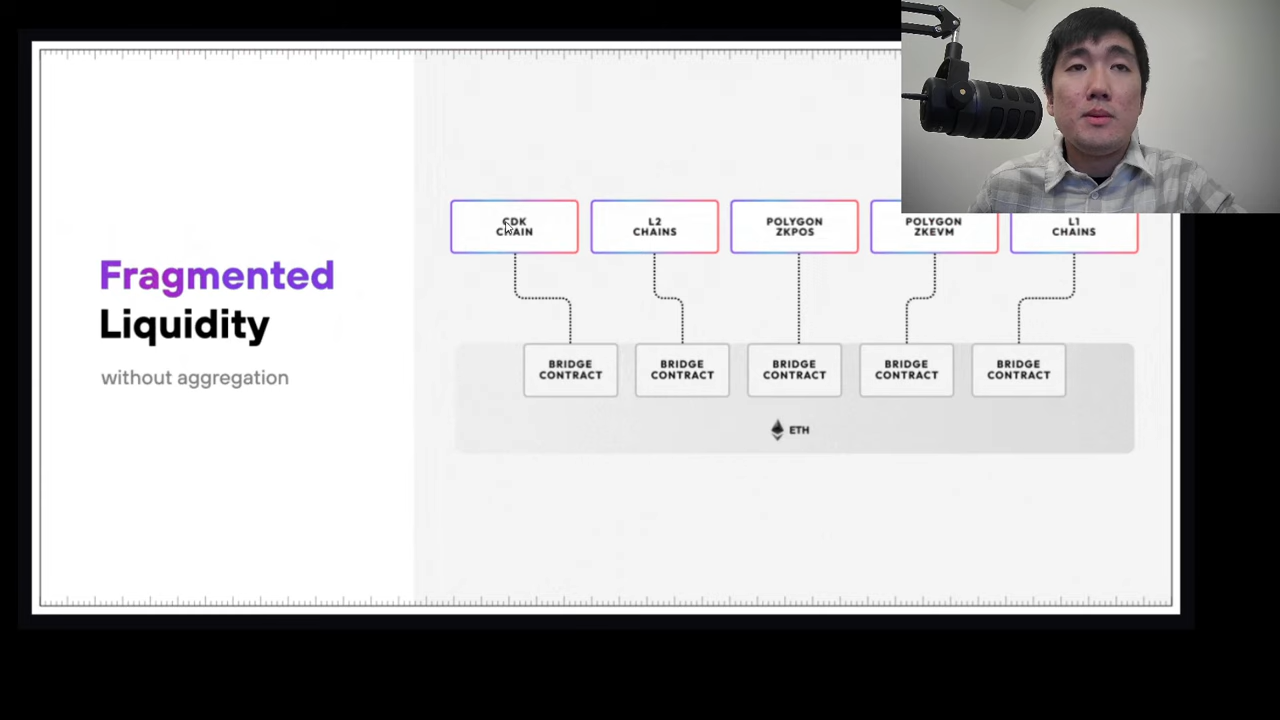 Fragmented
Liquidity
without aggregation
CDK
CHAIN
L2
CHAINS
POLYGON
ZKPOS
POLYGON
ZKEVM
L1
CHAINS
BRIDGE
CONTRACT
BRIDGE
CONTRACT
BRIDGE
CONTRACT
BRIDGE
CONTRACT
BRIDGE
CONTRACT
ETH